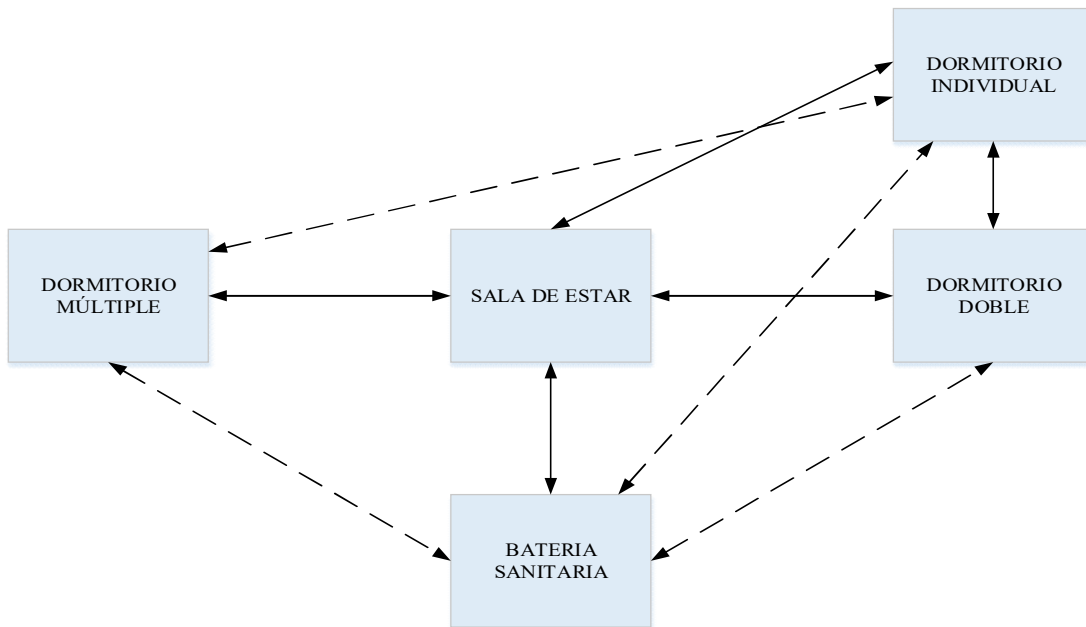 DORMITORIO
INDIVIDUAL
DORMITORIO
MÚLTIPLE
SALA DE ESTAR
DORMITORIO
DOBLE
BATERIA
SANITARIA